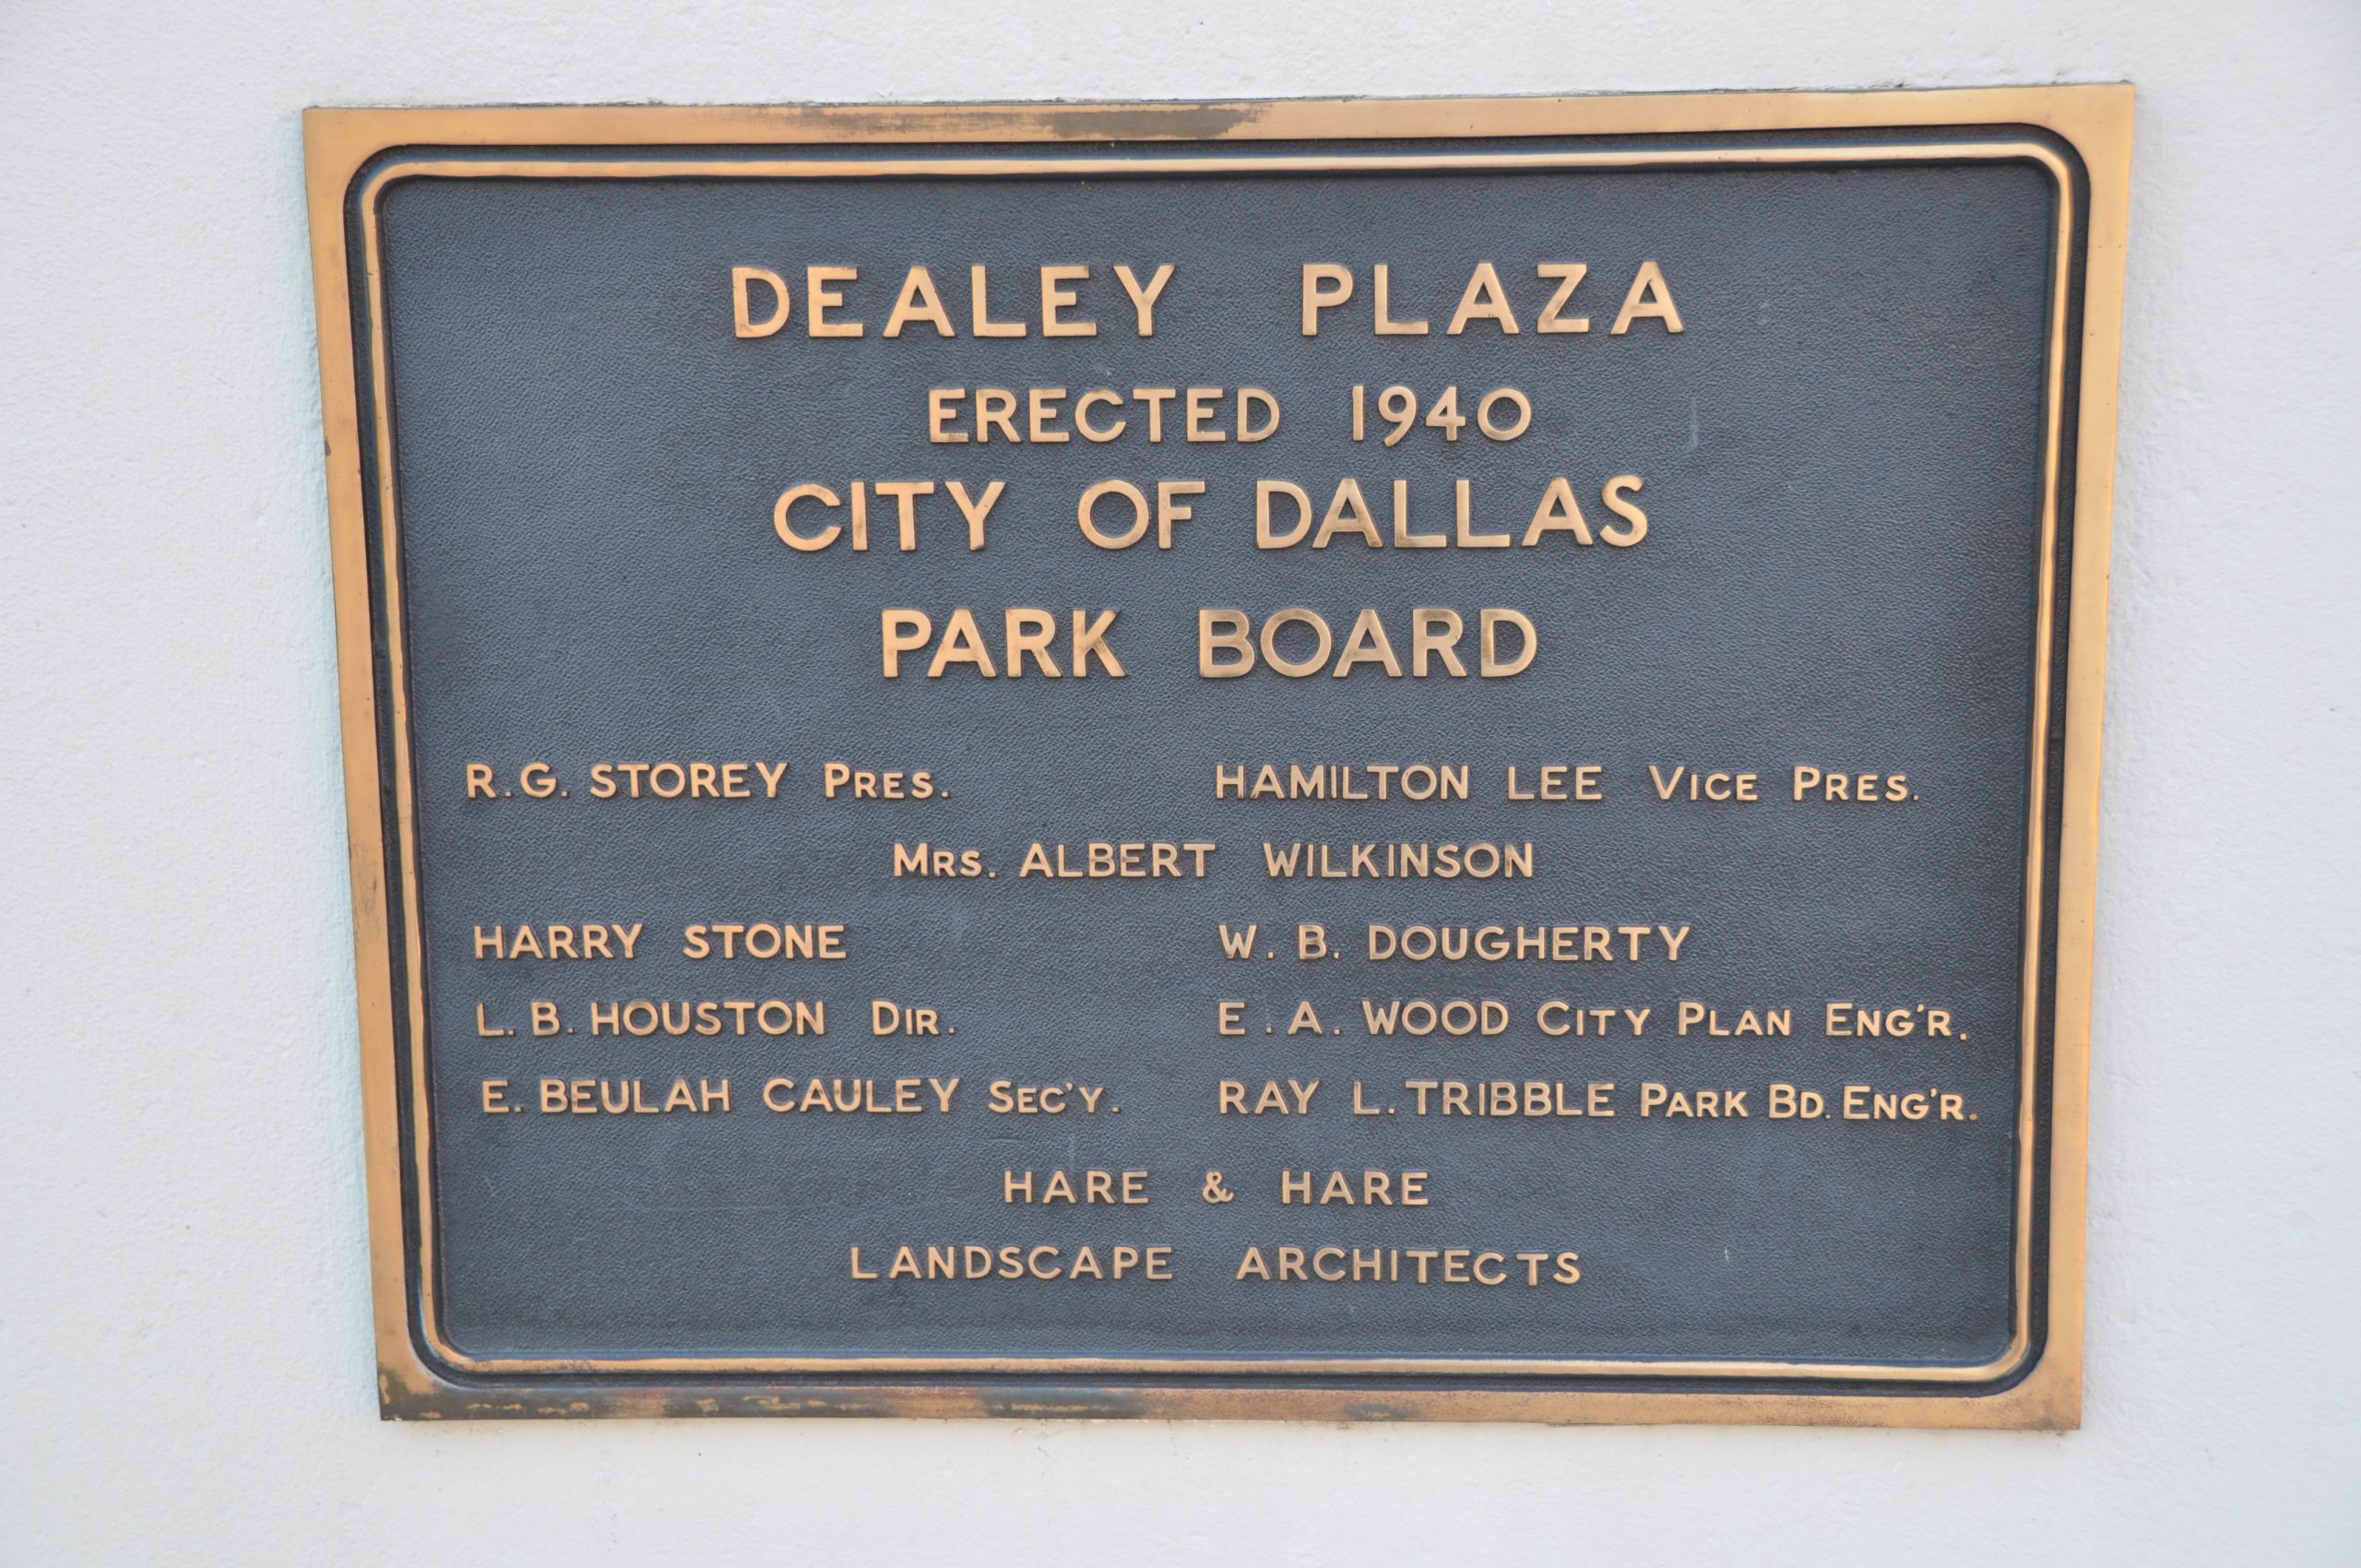 DEALEY PLAZA
ERECTED 1940
CITY OF DALLAS
PARK BOARD
R.G. STOREY PRES. HAMILTON LEE VICE PRES.
MRS. ALBERT WILKINSON
HARRY STONE W. B. DOUGHERTY
L. B. HOUSTON DIR. E. A. WOOD CITY PLAN ENG'R.
E. BEULAH CAULEY SEC'Y. RAY L. TRIBBLE PARK BD. ENG'R.
HARE & HARE
LANDSCAPE ARCHITECTS